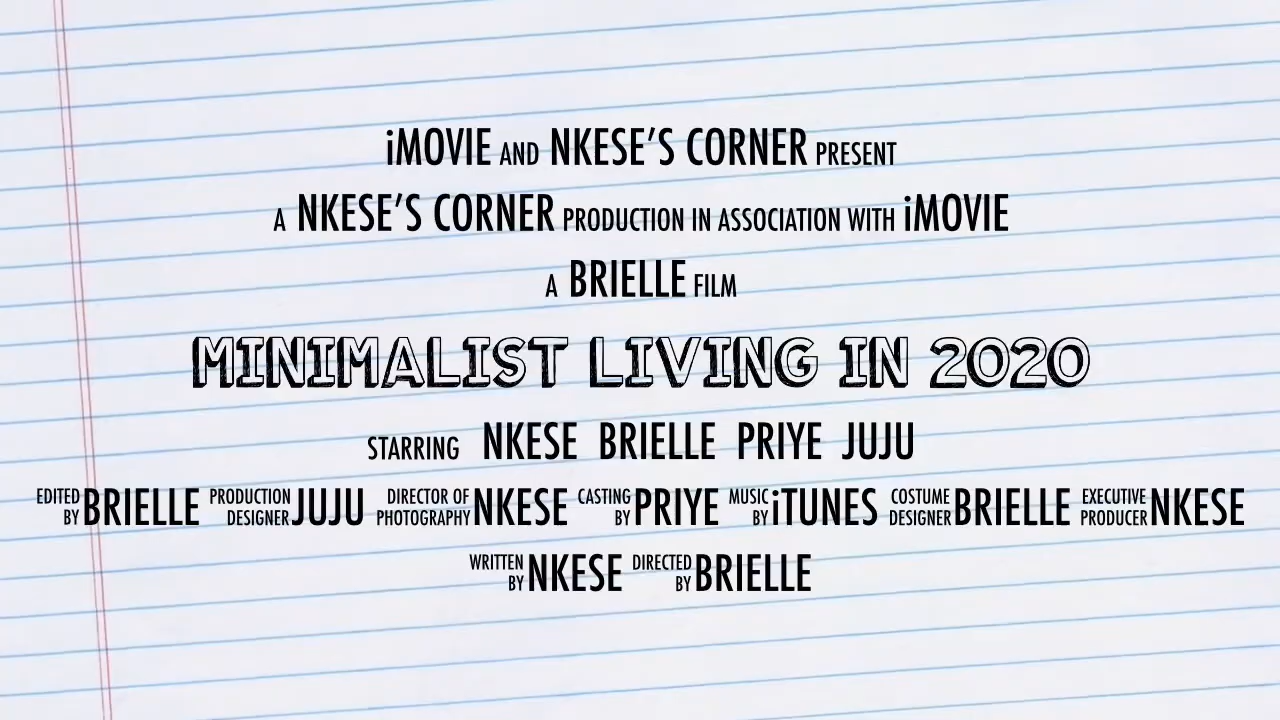 iMOVIE AND NKESE'S CORNER PRESENT
A NKESE'S CORNER PRODUCTION IN ASSOCIATION WITH iMOVIE
A BRIELLE FILM
MINIMALIST LIVING IN 2020
STARRING NKESE BRIELLE PRIYE JUJU
EDITED BY BRIELLE PRODUCTION DESIGNER JUJU DIRECTOR OF PHOTOGRAPHY NKESE CASTING BY PRIYE MUSIC BY iTUNES COSTUME DESIGNER BRIELLE EXECUTIVE PRODUCER NKESE
WRITTEN BY NKESE DIRECTED BY BRIELLE